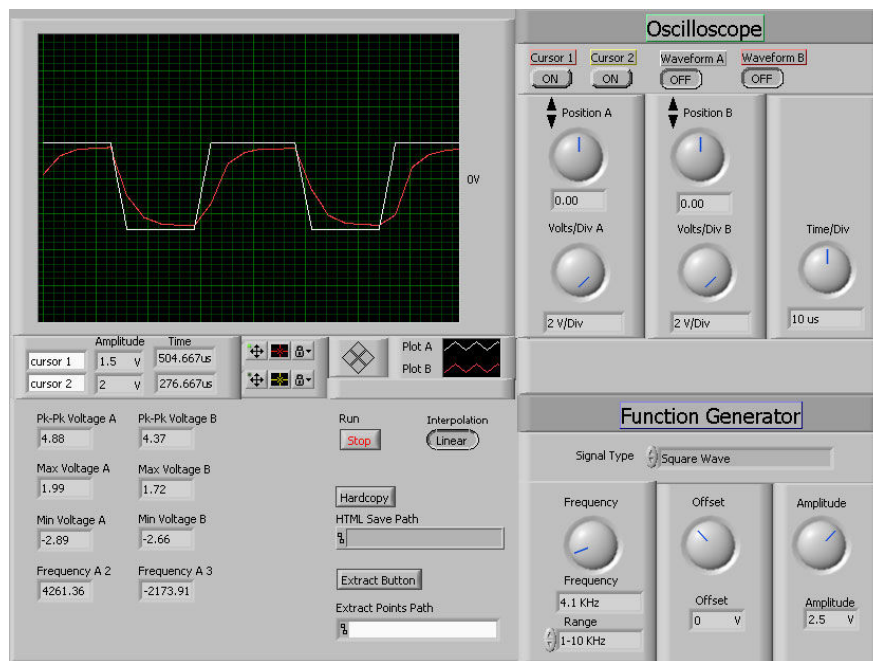 Oscilloscope
Cursor 1 Cursor 2 Waveform A Waveform B
ON ON OFF OFF
Position A Position B
0V
0.00 0.00
Volts/Div A Volts/Div B Time/Div
2 V/Div 2 V/Div 10 us
Amplitude Time
cursor 1 1.5 V 504.667us
cursor 2 2 V 276.667us
Plot A
Plot B
Pk-Pk Voltage A Pk-Pk Voltage B
4.88 4.37
Max Voltage A Max Voltage B
1.99 1.72
Min Voltage A Min Voltage B
-2.89 -2.66
Frequency A 2 Frequency A 3
4261.36 -2173.91
Run Interpolation
Stop Linear
Hardcopy
HTML Save Path
Extract Button
Extract Points Path
Function Generator
Signal Type Square Wave
Frequency Offset Amplitude
Frequency Offset Amplitude
4.1 KHz 0 V 2.5 V
Range
1-10 KHz